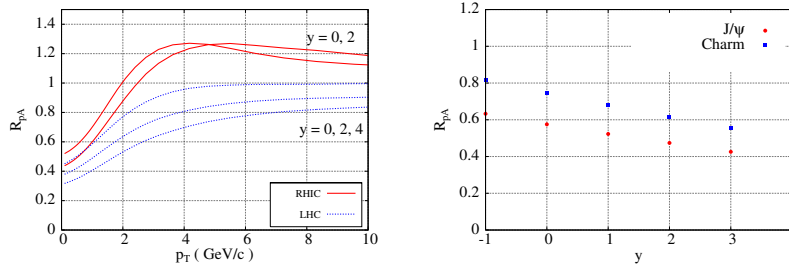 1.4
1.2
1
0.8
0.6
0.4
0.2
0
R_pA
y = 0, 2
y = 0, 2, 4
RHIC
LHC
0 2 4 6 8 10
p_T ( GeV/c )
1.2
1
0.8
0.6
0.4
0.2
0
R_pA
J/ψ
Charm
-1 0 1 2 3
y